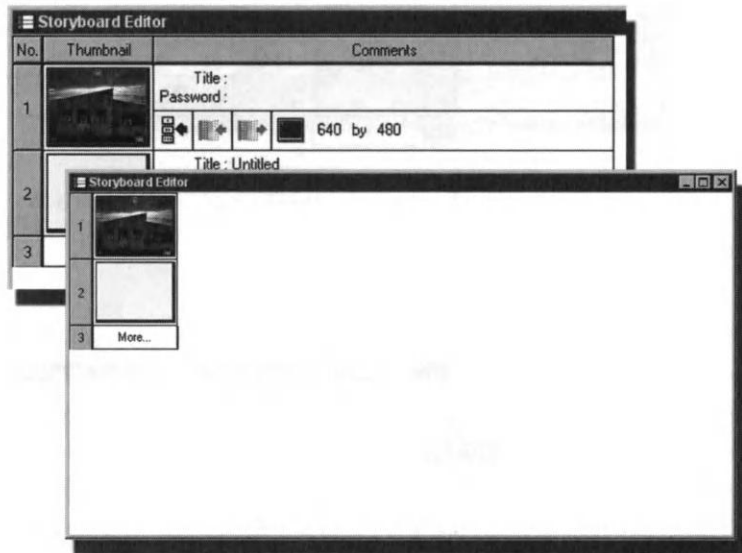 Storyboard Editor
No. Thumbnail Comments
1
Title :
Password :
640 by 480
2
Title : Untitled
3
Storyboard Editor
1
2
3 More...